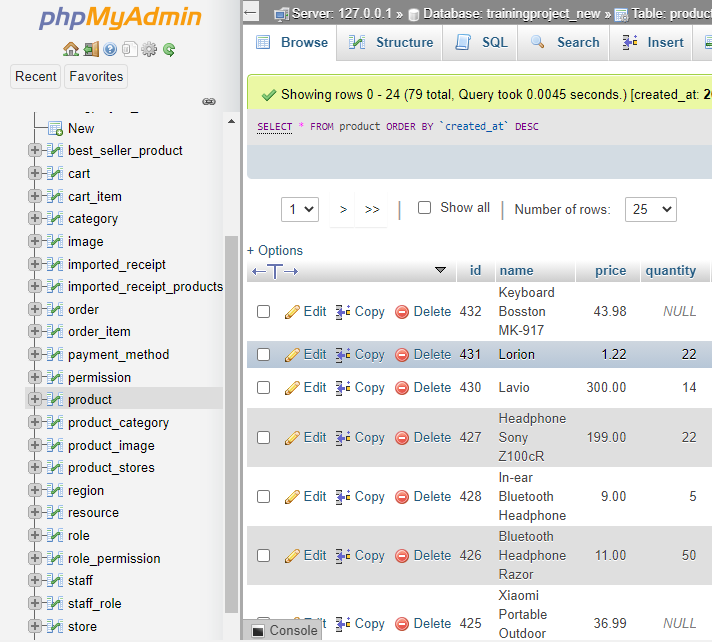 phpMyAdmin
Recent
Favorites
New
best_seller_product
cart
cart_item
category
image
imported_receipt
imported_receipt_products
order
order_item
payment_method
permission
product
product_category
product_image
product_stores
region
resource
role
role_permission
staff
staff_role
store
Server: 127.0.0.1 » Database: trainingproject_new » Table: product
Browse Structure SQL Search Insert
Showing rows 0 - 24 (79 total, Query took 0.0045 seconds.) [created_at: 2
SELECT * FROM product ORDER BY `created_at` DESC
1 > >> | Show all | Number of rows: 25
+ Options
←T→ id name price quantity
Edit Copy Delete 432 Keyboard Bosston MK-917 43.98 NULL
Edit Copy Delete 431 Lorion 1.22 22
Edit Copy Delete 430 Lavio 300.00 14
Edit Copy Delete 427 Headphone Sony Z100cR 199.00 22
Edit Copy Delete 428 In-ear Bluetooth Headphone 9.00 5
Edit Copy Delete 426 Bluetooth Headphone Razor 11.00 50
Edit Copy Delete 425 Xiaomi Portable Outdoor 36.99 NULL
Console